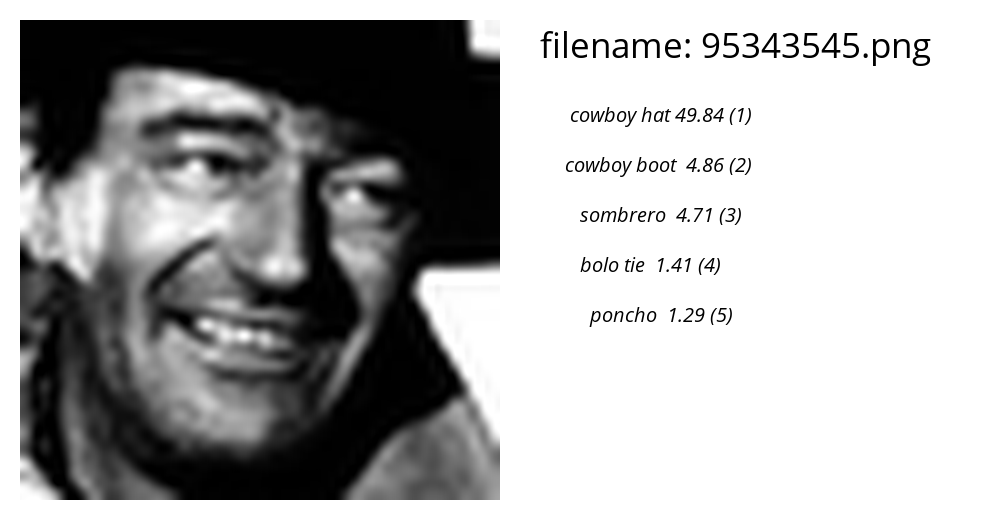 filename: 95343545.png
cowboy hat 49.84 (1)
cowboy boot  4.86 (2)
sombrero  4.71 (3)
bolo tie  1.41 (4)
poncho  1.29 (5)